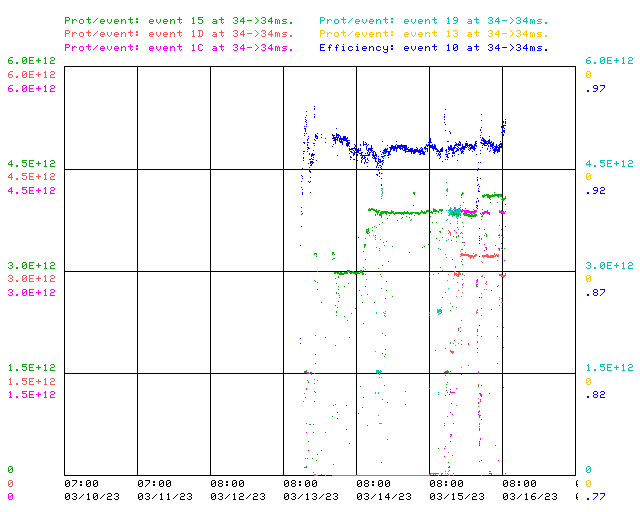 Prot/event: event 15 at 34->34ms. Prot/event: event 19 at 34->34ms.
Prot/event: event 1D at 34->34ms. Prot/event: event 13 at 34->34ms.
Prot/event: event 1C at 34->34ms. Efficiency: event 10 at 34->34ms.
6.0E+12 6.0E+12
6.0E+12 0
6.0E+12 .97
4.5E+12 4.5E+12
4.5E+12 0
4.5E+12 .92
3.0E+12 3.0E+12
3.0E+12 0
3.0E+12 .87
1.5E+12 1.5E+12
1.5E+12 0
1.5E+12 .82
0 0
0 07:00 07:00 08:00 08:00 08:00 08:00 08:00 0
0 03/10/23 03/11/23 03/12/23 03/13/23 03/14/23 03/15/23 03/16/23 .77